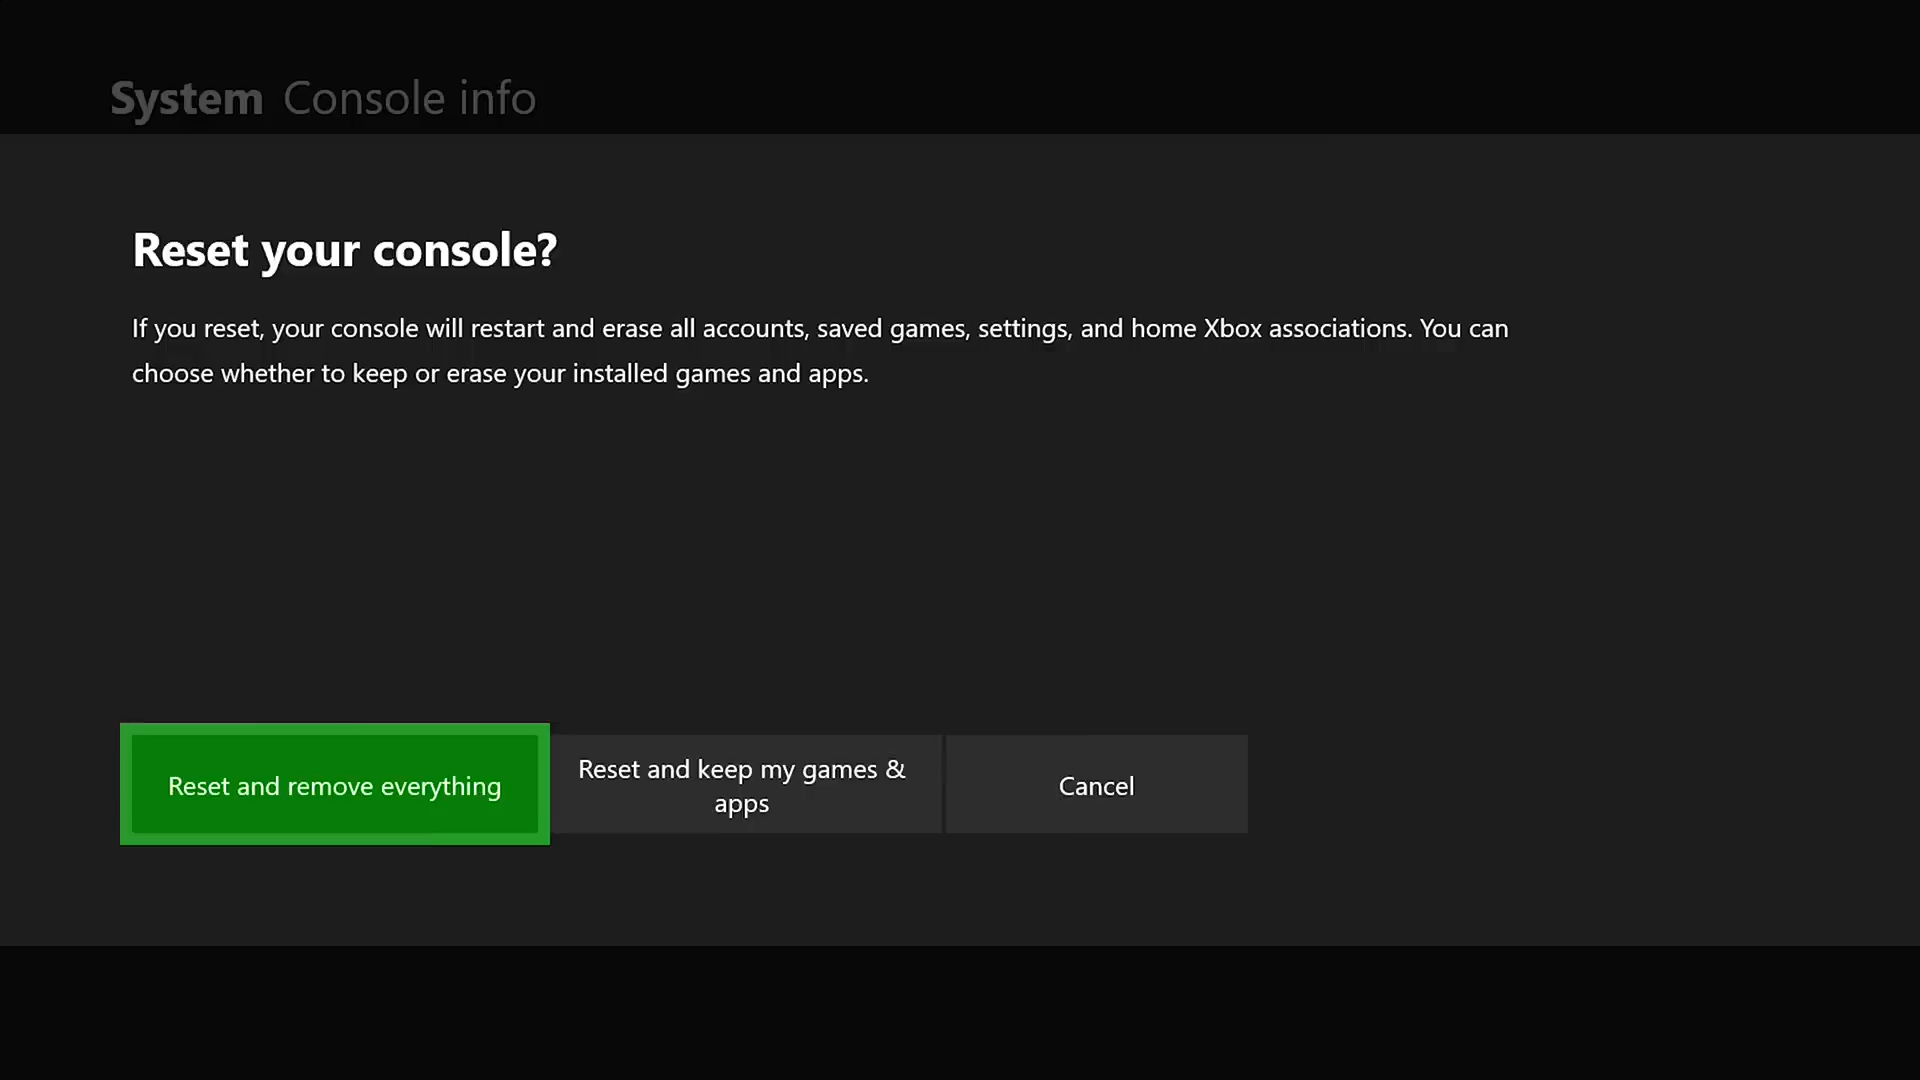 System Console info
Reset your console?
If you reset, your console will restart and erase all accounts, saved games, settings, and home Xbox associations. You can
choose whether to keep or erase your installed games and apps.
Reset and remove everything
Reset and keep my games &
apps
Cancel